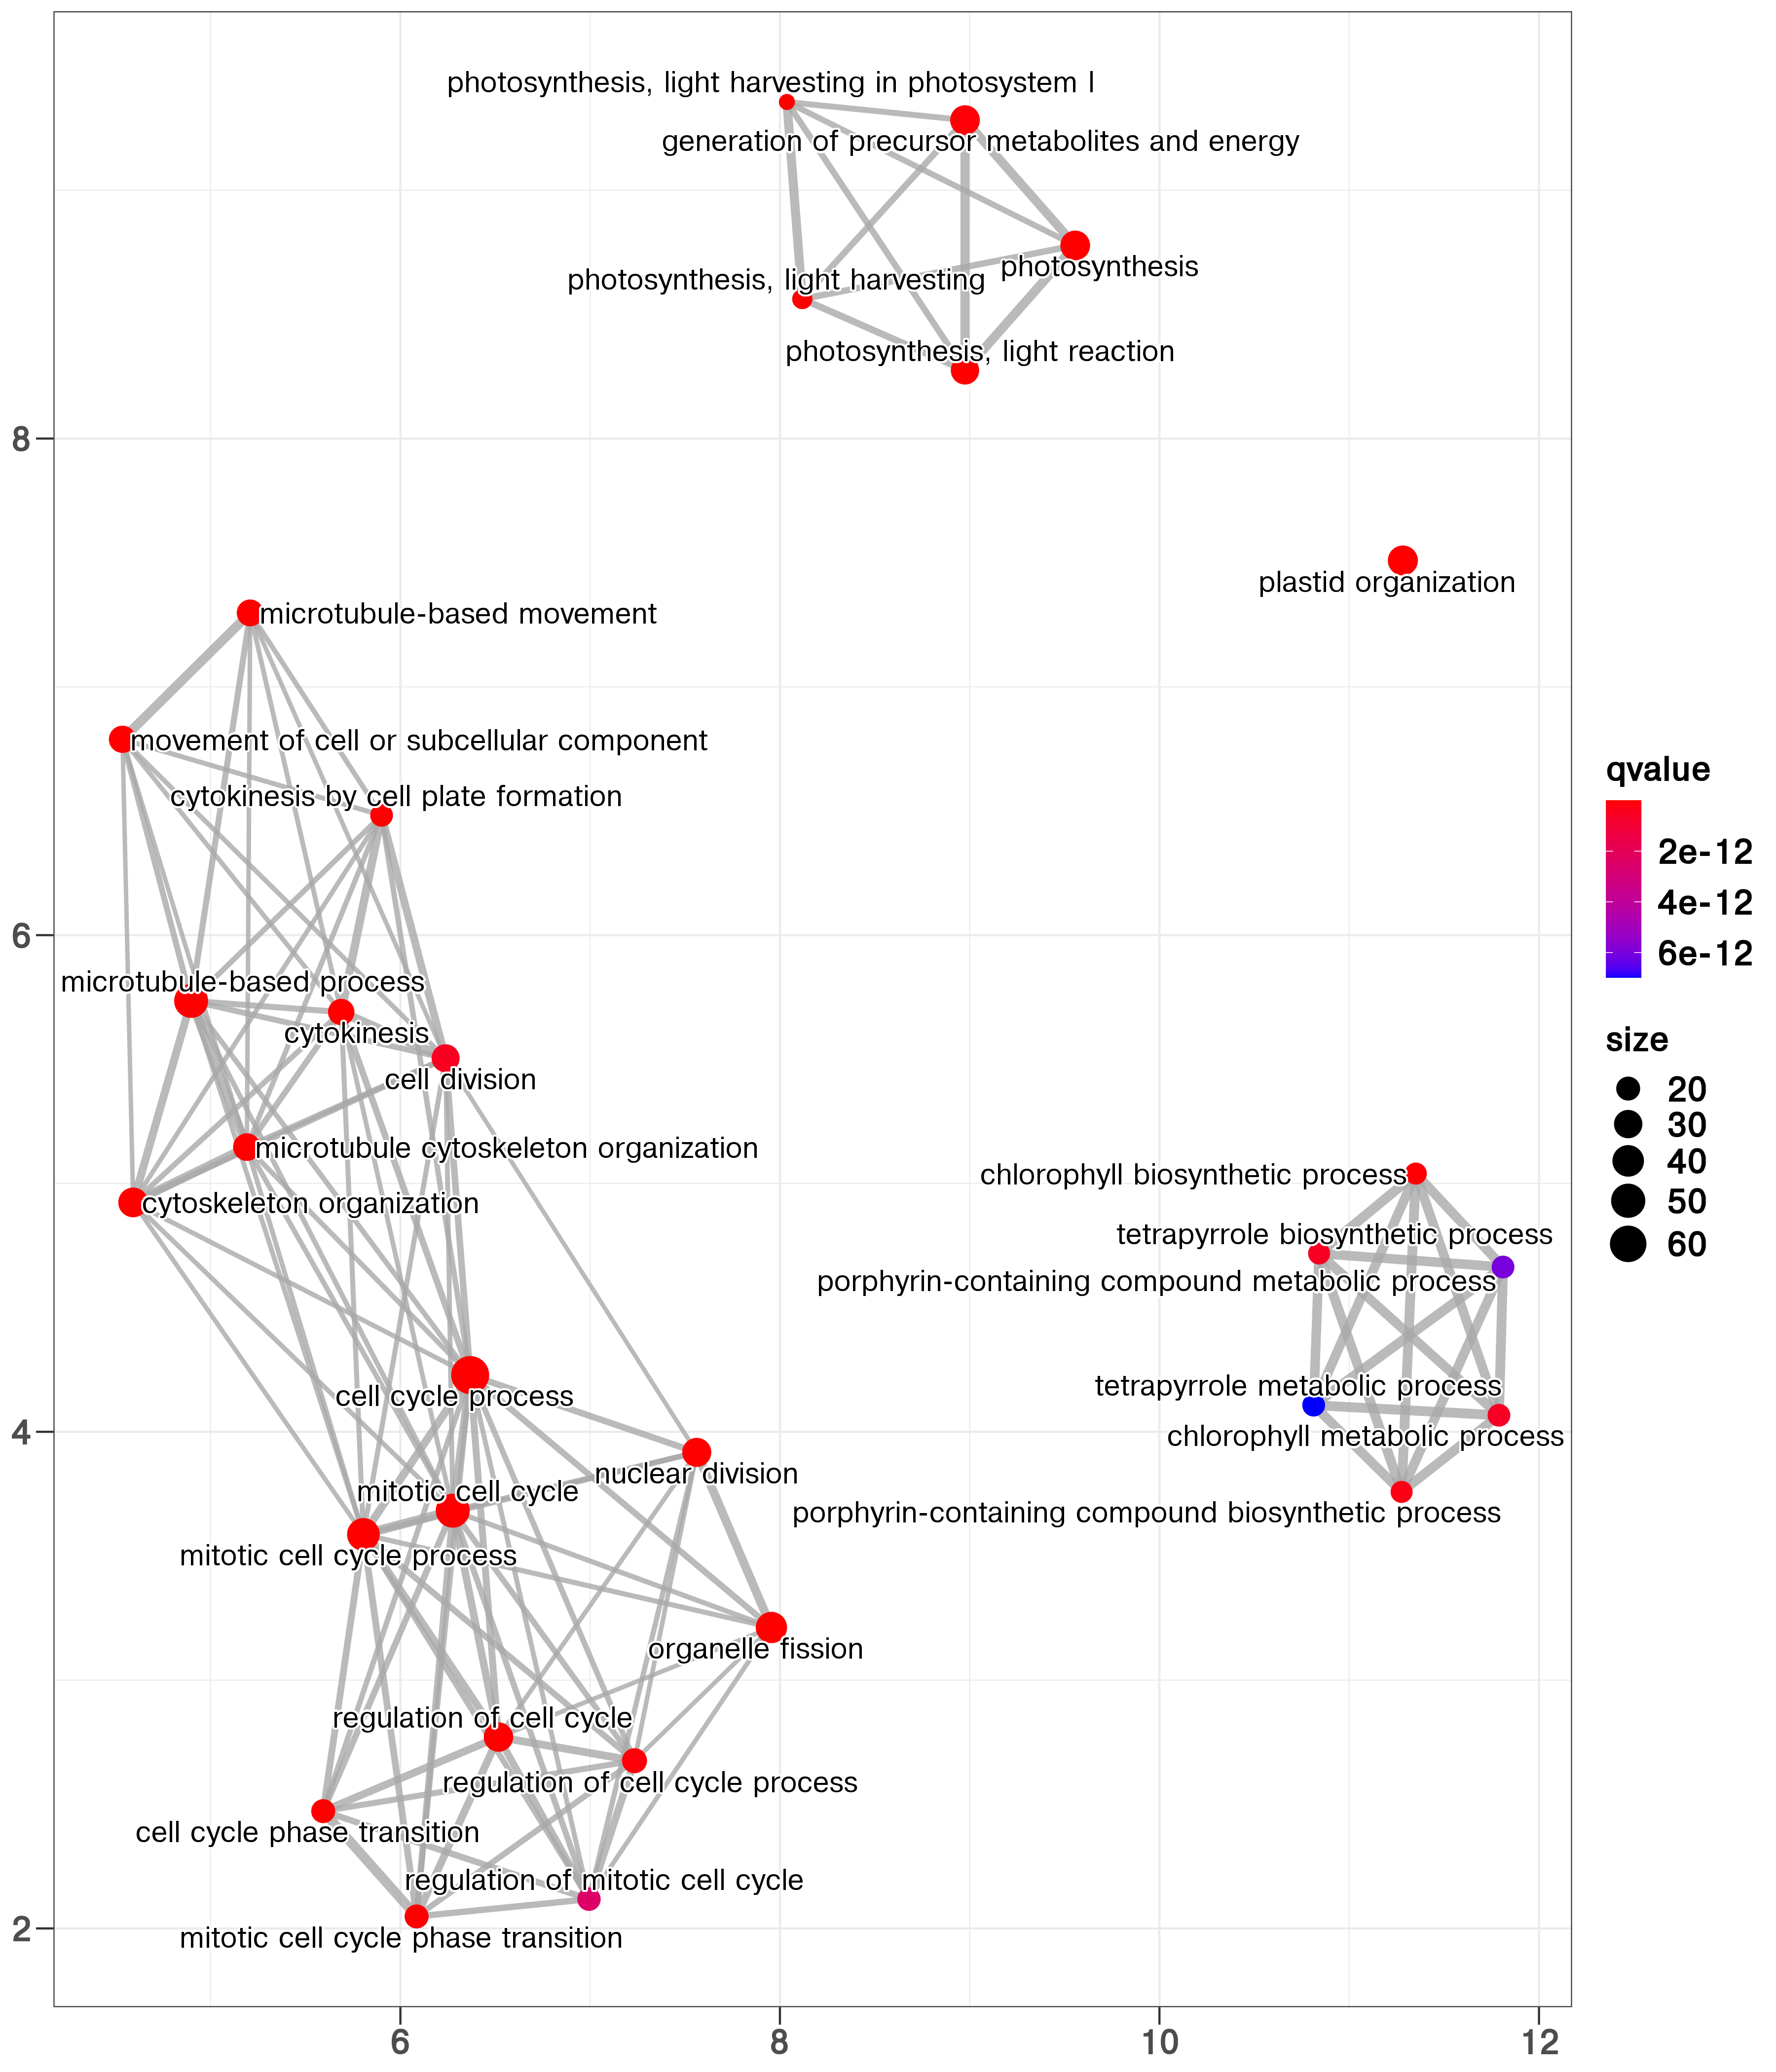 photosynthesis, light harvesting in photosystem I
generation of precursor metabolites and energy
photosynthesis
photosynthesis, light harvesting
photosynthesis, light reaction
8
plastid organization
microtubule-based movement
movement of cell or subcellular component
cytokinesis by cell plate formation
6
microtubule-based process
cytokinesis
cell division
microtubule cytoskeleton organization
cytoskeleton organization
chlorophyll biosynthetic process
tetrapyrrole biosynthetic process
porphyrin-containing compound metabolic process
tetrapyrrole metabolic process
cell cycle process
4
chlorophyll metabolic process
nuclear division
mitotic cell cycle
porphyrin-containing compound biosynthetic process
mitotic cell cycle process
organelle fission
regulation of cell cycle
regulation of cell cycle process
cell cycle phase transition
regulation of mitotic cell cycle
2
mitotic cell cycle phase transition
6 8 10 12
qvalue
2e-12
4e-12
6e-12
size
20
30
40
50
60